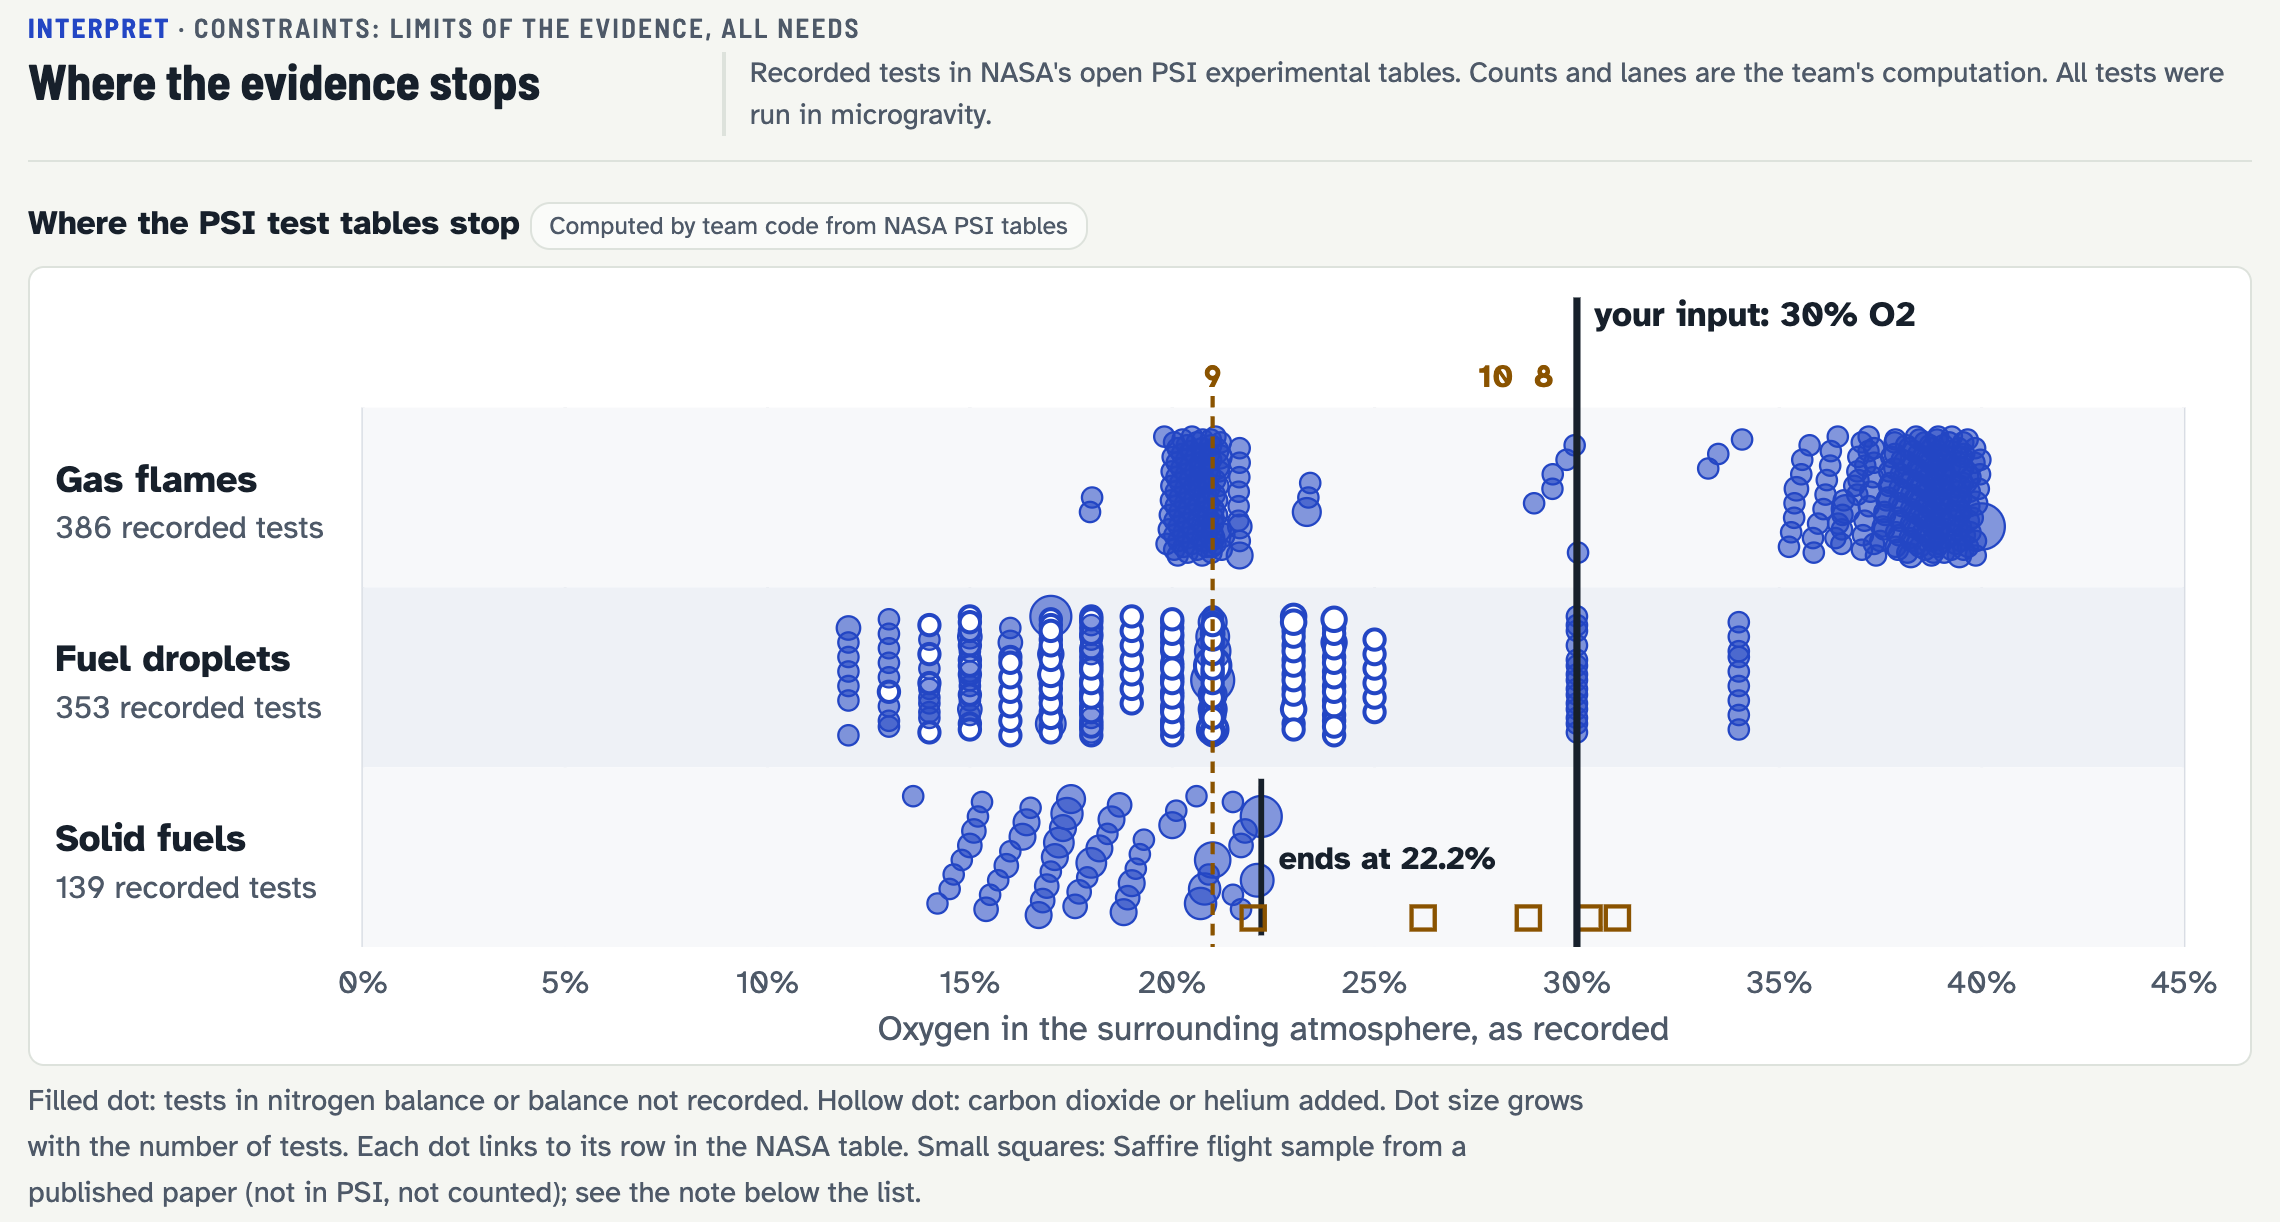 INTERPRET · CONSTRAINTS: LIMITS OF THE EVIDENCE, ALL NEEDS
Where the evidence stops
Recorded tests in NASA's open PSI experimental tables. Counts and lanes are the team's computation. All tests were
run in microgravity.
Where the PSI test tables stop
Computed by team code from NASA PSI tables
your input: 30% O2
9
10 8
Gas flames
386 recorded tests
Fuel droplets
353 recorded tests
Solid fuels
139 recorded tests
ends at 22.2%
0% 5% 10% 15% 20% 25% 30% 35% 40% 45%
Oxygen in the surrounding atmosphere, as recorded
Filled dot: tests in nitrogen balance or balance not recorded. Hollow dot: carbon dioxide or helium added. Dot size grows
with the number of tests. Each dot links to its row in the NASA table. Small squares: Saffire flight sample from a
published paper (not in PSI, not counted); see the note below the list.